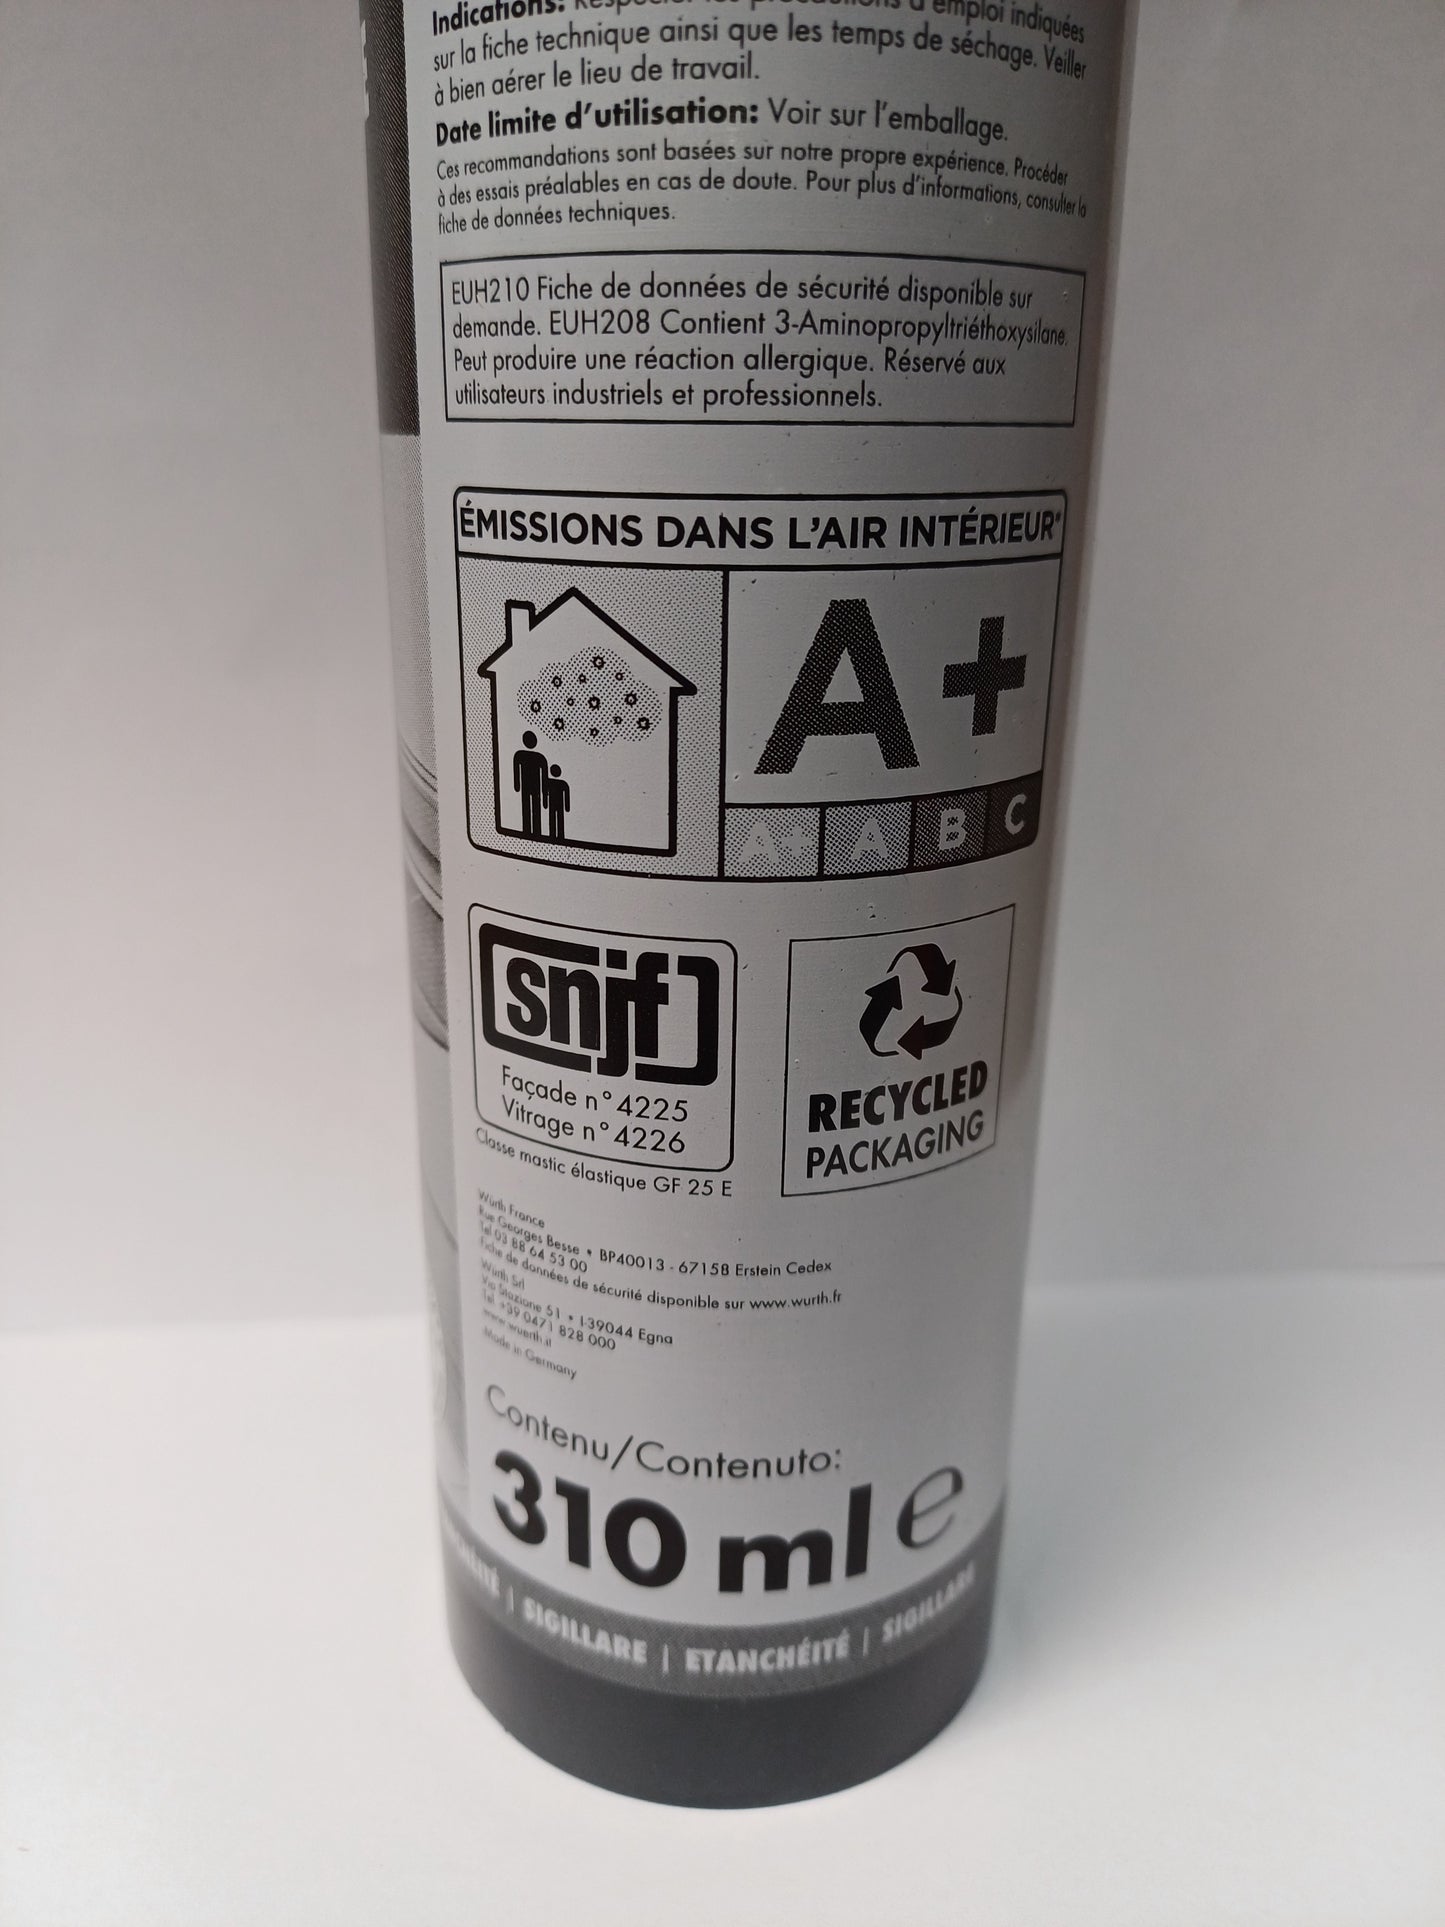 Indications: Respecter les précautions d'emploi indiquées
sur la fiche technique ainsi que les temps de séchage. Veiller
à bien aérer le lieu de travail.
Date limite d'utilisation: Voir sur l'emballage.
Ces recommandations sont basées sur notre propre expérience. Procéder
à des essais préalables en cas de doute. Pour plus d'informations, consulter la
fiche de données techniques.
EUH210 Fiche de données de sécurité disponible sur
demande. EUH208 Contient 3-Aminopropyltriéthoxysilane.
Peut produire une réaction allergique. Réservé aux
utilisateurs industriels et professionnels.
ÉMISSIONS DANS L'AIR INTÉRIEUR*
A+
A+ A B C
snjf
Façade n° 4225
Vitrage n° 4226
Classe mastic élastique GF 25 E
RECYCLED
PACKAGING
Würth France
Rue Georges Besse • BP40013 - 67158 Erstein Cedex
Tel 03 88 64 53 00
Fiche de données de sécurité disponible sur www.wurth.fr
Würth Srl
Via Stazione 51 • I-39044 Egna
Tel +39 0471 828 000
www.wuerth.it
Made in Germany
Contenu/Contenuto:
310 ml e
SIGILLARE | ETANCHÉITÉ | SIGILLARE